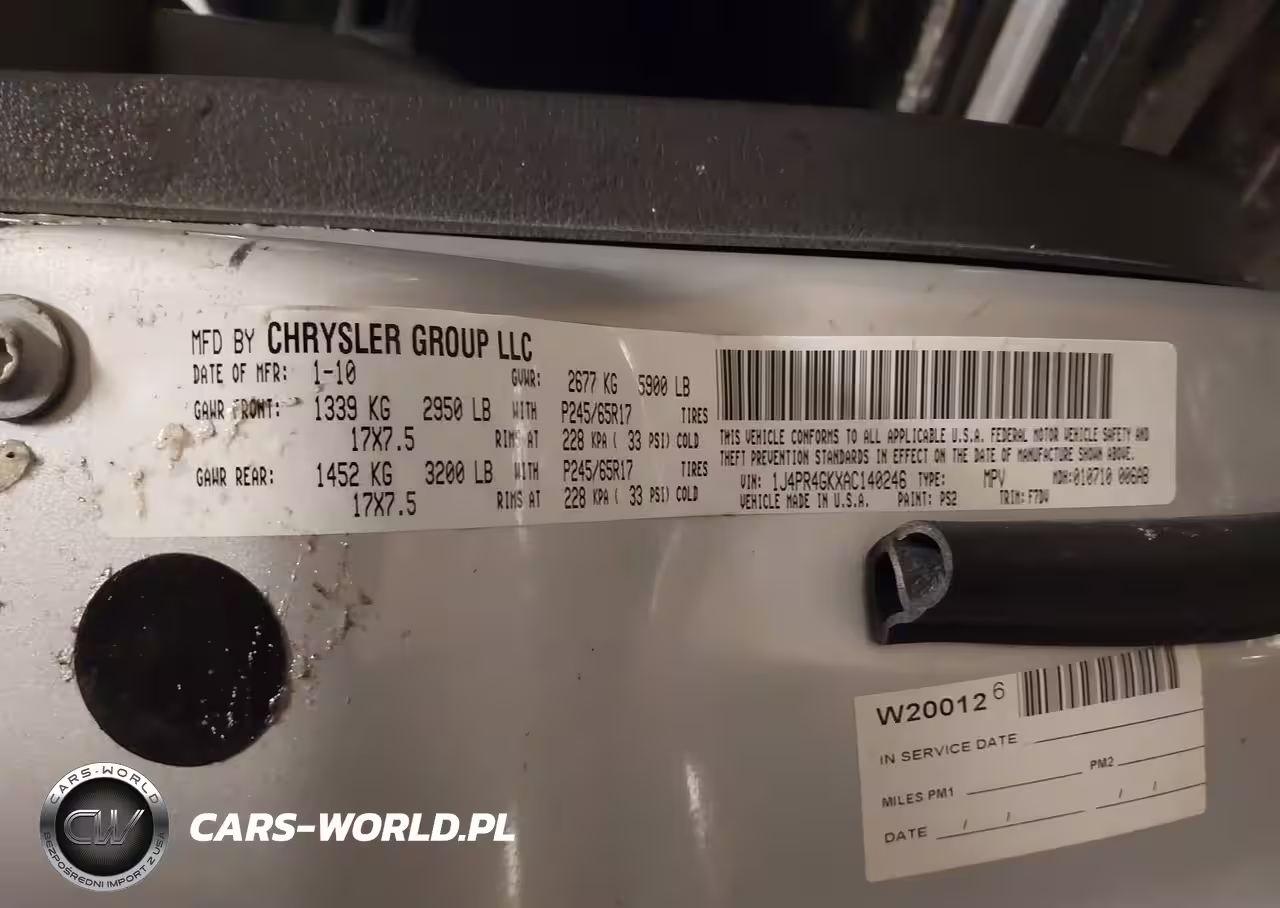 MFD BY CHRYSLER GROUP LLC
DATE OF MFR: 1-10 GVWR: 2677 KG 5900 LB
GAWR FRONT: 1339 KG 2950 LB WITH P245/65R17 TIRES
17X7.5 RIMS AT 228 KPA ( 33 PSI) COLD
GAWR REAR: 1452 KG 3200 LB WITH P245/65R17 TIRES
17X7.5 RIMS AT 228 KPA ( 33 PSI) COLD
THIS VEHICLE CONFORMS TO ALL APPLICABLE U.S.A. FEDERAL MOTOR VEHICLE SAFETY AND
THEFT PREVENTION STANDARDS IN EFFECT ON THE DATE OF MANUFACTURE SHOWN ABOVE.
VIN: 1J4PR4GKXAC140246 TYPE: MPV MDH:010710 006AB
VEHICLE MADE IN U.S.A. PAINT: PS2 TRIM: F7DV
W20012 6
IN SERVICE DATE
MILES PM1 PM2
DATE / / / /
CARS-WORLD
CW
BEZPOŚREDNI IMPORT Z USA
CARS-WORLD.PL